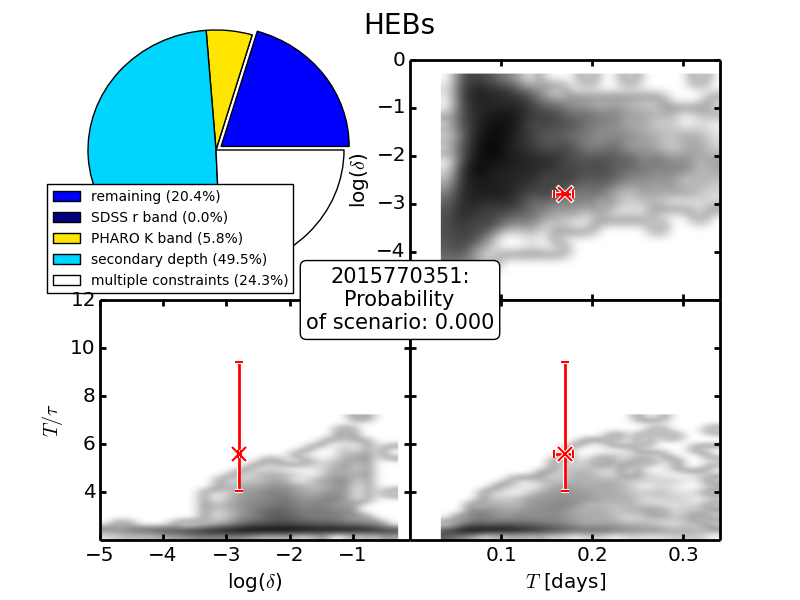 HEBs
remaining (20.4%)
SDSS r band (0.0%)
PHARO K band (5.8%)
secondary depth (49.5%)
multiple constraints (24.3%)
0
−1
−2
−3
−4
log(δ)
2015770351:
Probability
of scenario: 0.000
12
10
8
6
4
T/τ
−5 −4 −3 −2 −1
log(δ)
0.1 0.2 0.3
T [days]